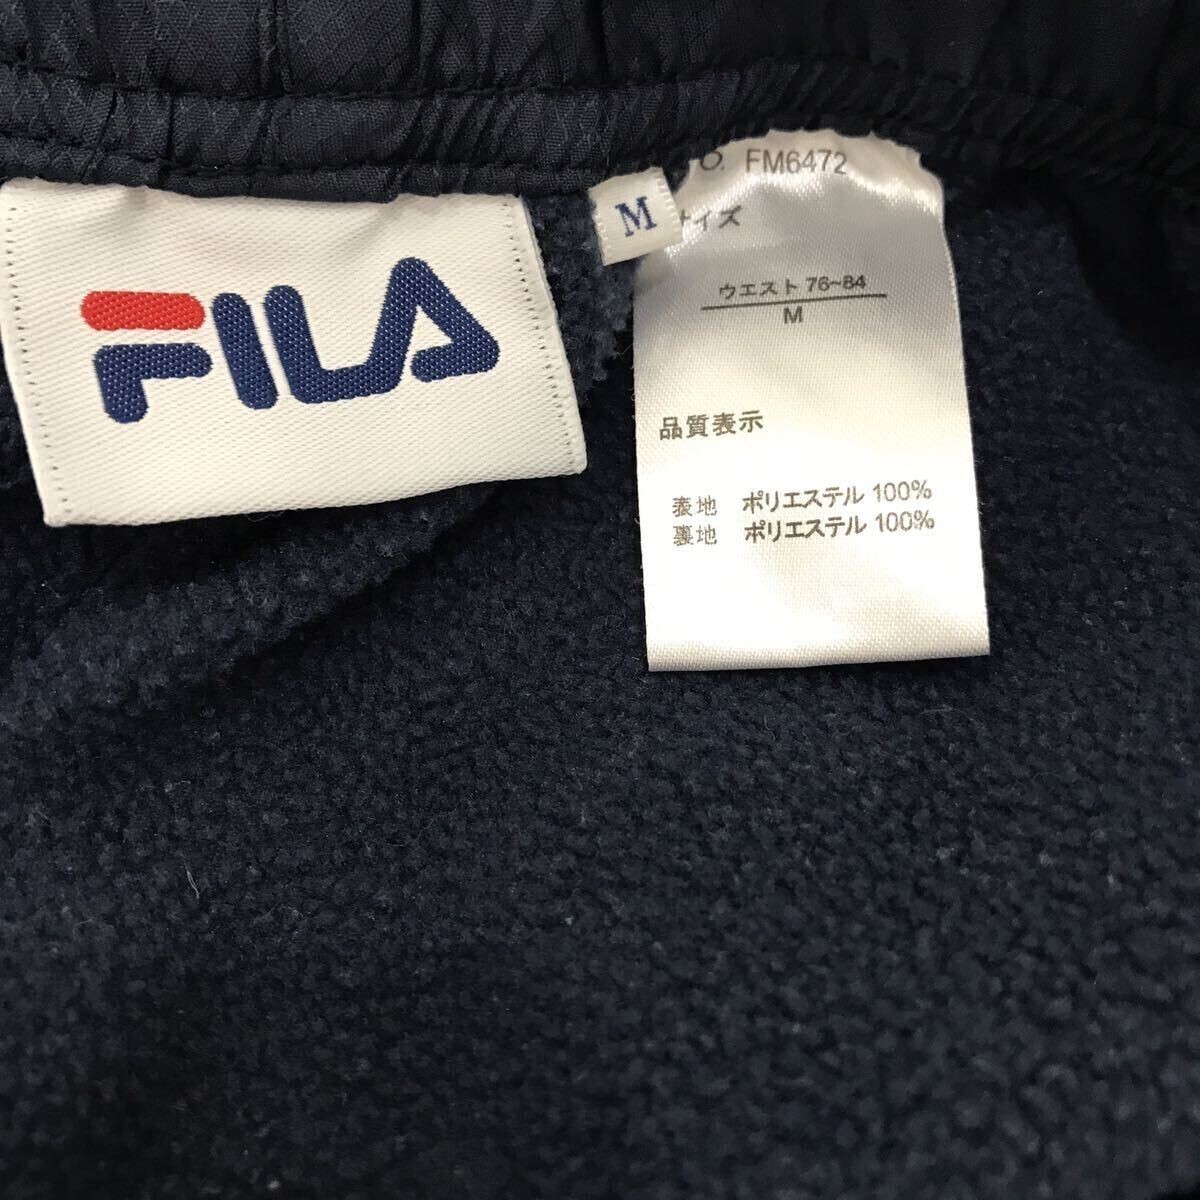 FILA
M
O. FM6472
サイズ
ウエスト 76~84
M
品質表示
表地 ポリエステル 100%
裏地 ポリエステル 100%